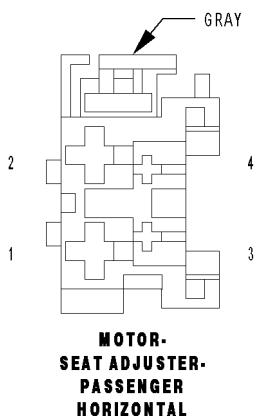 GRAY
2
4
1
3
MOTOR-
SEAT ADJUSTER-
PASSENGER
HORIZONTAL